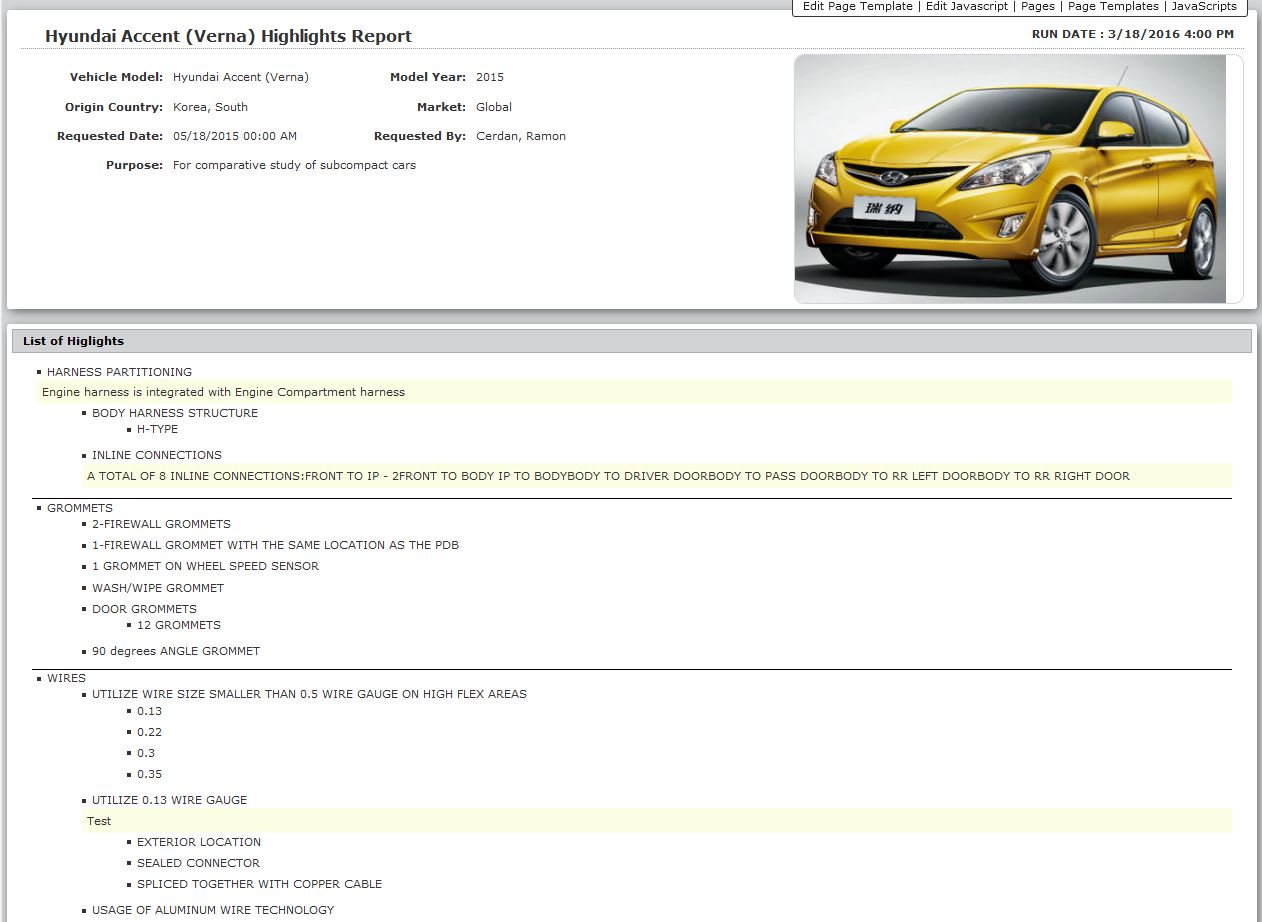 Edit Page Template | Edit Javascript | Pages | Page Templates | JavaScripts
Hyundai Accent (Verna) Highlights Report
RUN DATE : 3/18/2016 4:00 PM
Vehicle Model: Hyundai Accent (Verna)
Model Year: 2015
Origin Country: Korea, South
Market: Global
Requested Date: 05/18/2015 00:00 AM
Requested By: Cerdan, Ramon
Purpose: For comparative study of subcompact cars
瑞纳
List of Higlights
HARNESS PARTITIONING
Engine harness is integrated with Engine Compartment harness
BODY HARNESS STRUCTURE
H-TYPE
INLINE CONNECTIONS
A TOTAL OF 8 INLINE CONNECTIONS:FRONT TO IP - 2FRONT TO BODY IP TO BODYBODY TO DRIVER DOORBODY TO PASS DOORBODY TO RR LEFT DOORBODY TO RR RIGHT DOOR
GROMMETS
2-FIREWALL GROMMETS
1-FIREWALL GROMMET WITH THE SAME LOCATION AS THE PDB
1 GROMMET ON WHEEL SPEED SENSOR
WASH/WIPE GROMMET
DOOR GROMMETS
12 GROMMETS
90 degrees ANGLE GROMMET
WIRES
UTILIZE WIRE SIZE SMALLER THAN 0.5 WIRE GAUGE ON HIGH FLEX AREAS
0.13
0.22
0.3
0.35
UTILIZE 0.13 WIRE GAUGE
Test
EXTERIOR LOCATION
SEALED CONNECTOR
SPLICED TOGETHER WITH COPPER CABLE
USAGE OF ALUMINUM WIRE TECHNOLOGY